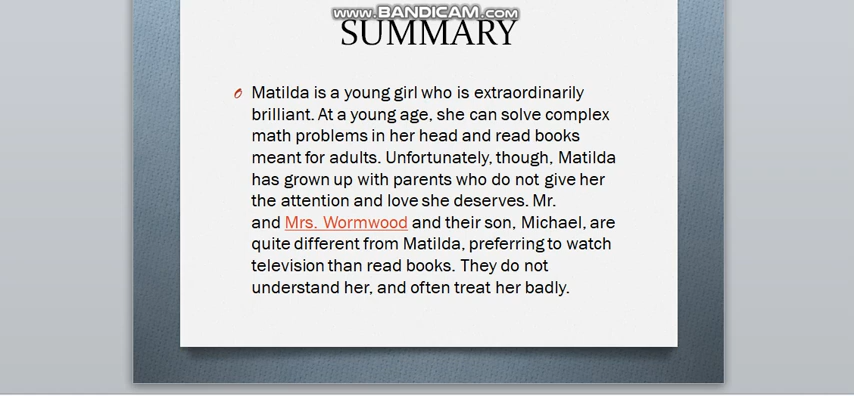 www.BANDICAM.com
SUMMARY
Matilda is a young girl who is extraordinarily
brilliant. At a young age, she can solve complex
math problems in her head and read books
meant for adults. Unfortunately, though, Matilda
has grown up with parents who do not give her
the attention and love she deserves. Mr.
and Mrs. Wormwood and their son, Michael, are
quite different from Matilda, preferring to watch
television than read books. They do not
understand her, and often treat her badly.